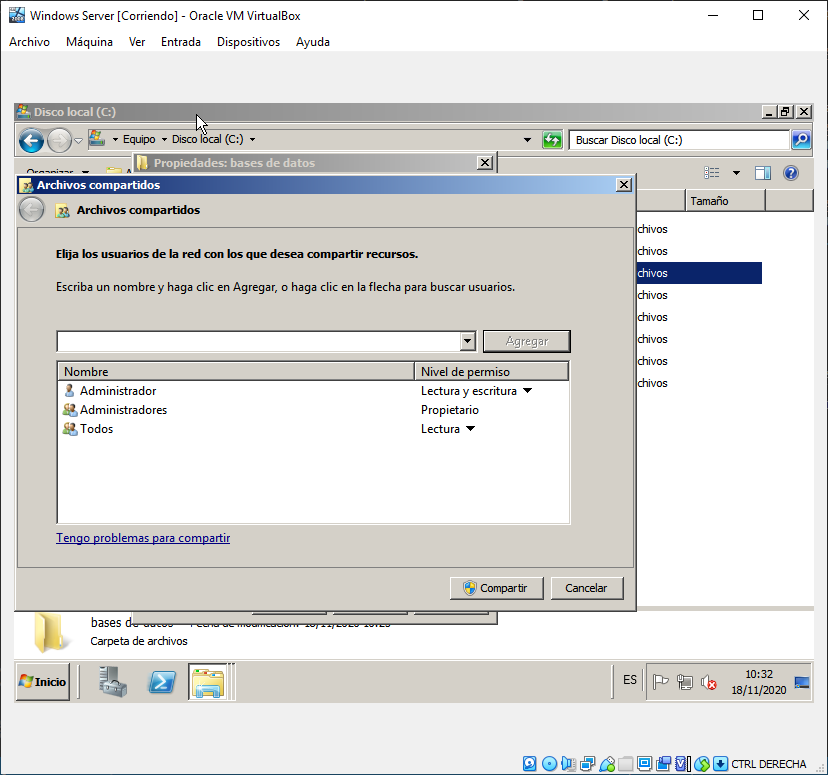 Windows Server [Corriendo] - Oracle VM VirtualBox
Archivo Máquina Ver Entrada Dispositivos Ayuda
Disco local (C:)
Equipo Disco local (C:) Buscar Disco local (C:)
Organizar
Propiedades: bases de datos
Archivos compartidos
Archivos compartidos
Tamaño
Elija los usuarios de la red con los que desea compartir recursos.
Escriba un nombre y haga clic en Agregar, o haga clic en la flecha para buscar usuarios.
Agregar
Nombre Nivel de permiso
Administrador Lectura y escritura
Administradores Propietario
Todos Lectura
chivos
chivos
chivos
chivos
chivos
chivos
chivos
chivos
Tengo problemas para compartir
Compartir Cancelar
bases de datos Fecha de modificación: 18/11/2020
Carpeta de archivos
Inicio ES 10:32
18/11/2020
CTRL DERECHA